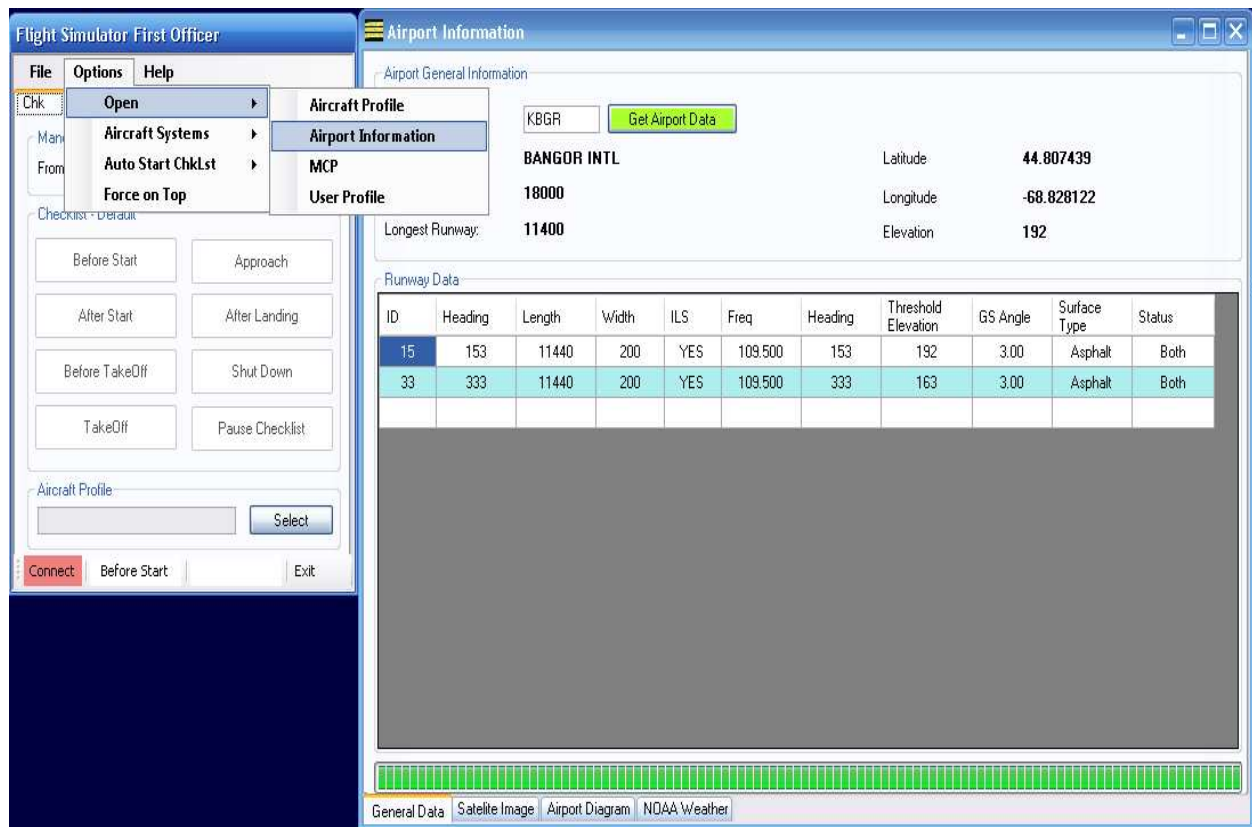 Flight Simulator First Officer
File Options Help
Chk
Open
Aircraft Systems
Auto Start ChkLst
Force on Top
Aircraft Profile
Airport Information
MCP
User Profile
From
Checklist - Default
Before Start Approach
After Start After Landing
Before TakeOff Shut Down
TakeOff Pause Checklist
Aircraft Profile
Select
Connect Before Start Exit
Airport Information
Airport General Information
KBGR Get Airport Data
BANGOR INTL Latitude 44.807439
18000 Longitude -68.828122
Longest Runway: 11400 Elevation 192
Runway Data
ID Heading Length Width ILS Freq Heading Threshold Elevation GS Angle Surface Type Status
15 153 11440 200 YES 109.500 153 192 3.00 Asphalt Both
33 333 11440 200 YES 109.500 333 163 3.00 Asphalt Both
General Data Satelite Image Airport Diagram NOAA Weather